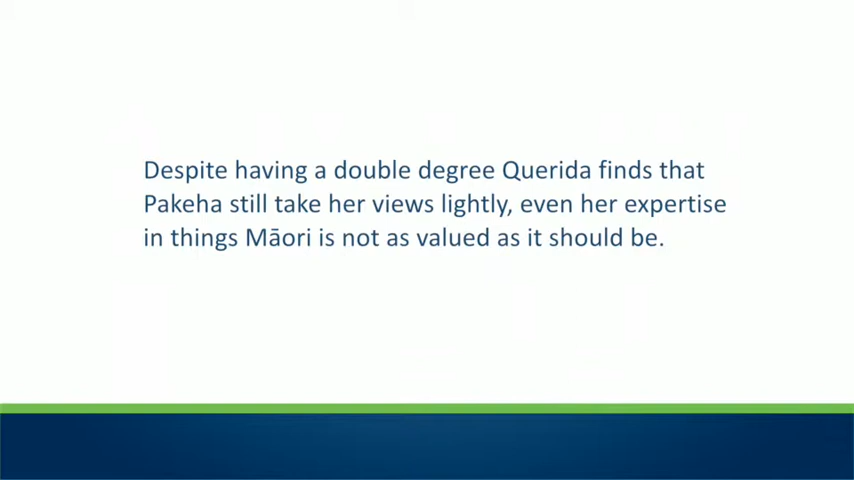 Despite having a double degree Querida finds that
Pakeha still take her views lightly, even her expertise
in things Māori is not as valued as it should be.